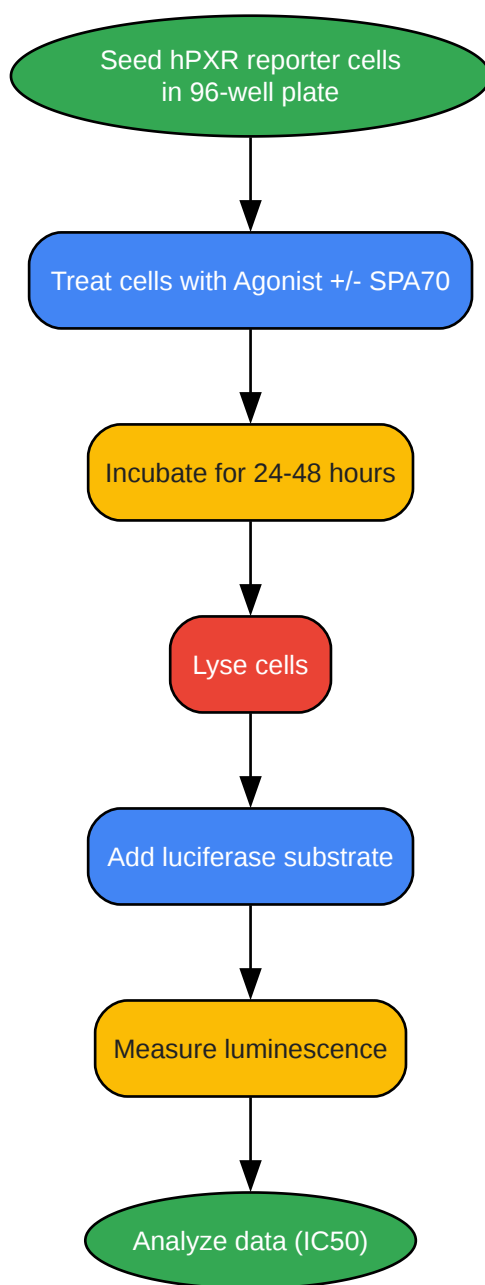 Seed hPXR reporter cells
in 96-well plate
Treat cells with Agonist +/- SPA70
Incubate for 24-48 hours
Lyse cells
Add luciferase substrate
Measure luminescence
Analyze data (IC50)